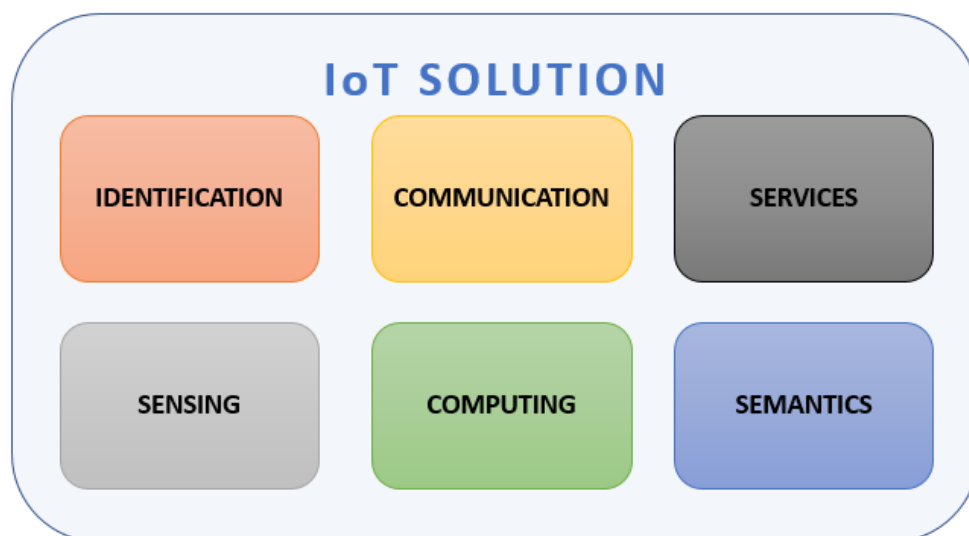 IoT SOLUTION
IDENTIFICATION
COMMUNICATION
SERVICES
SENSING
COMPUTING
SEMANTICS